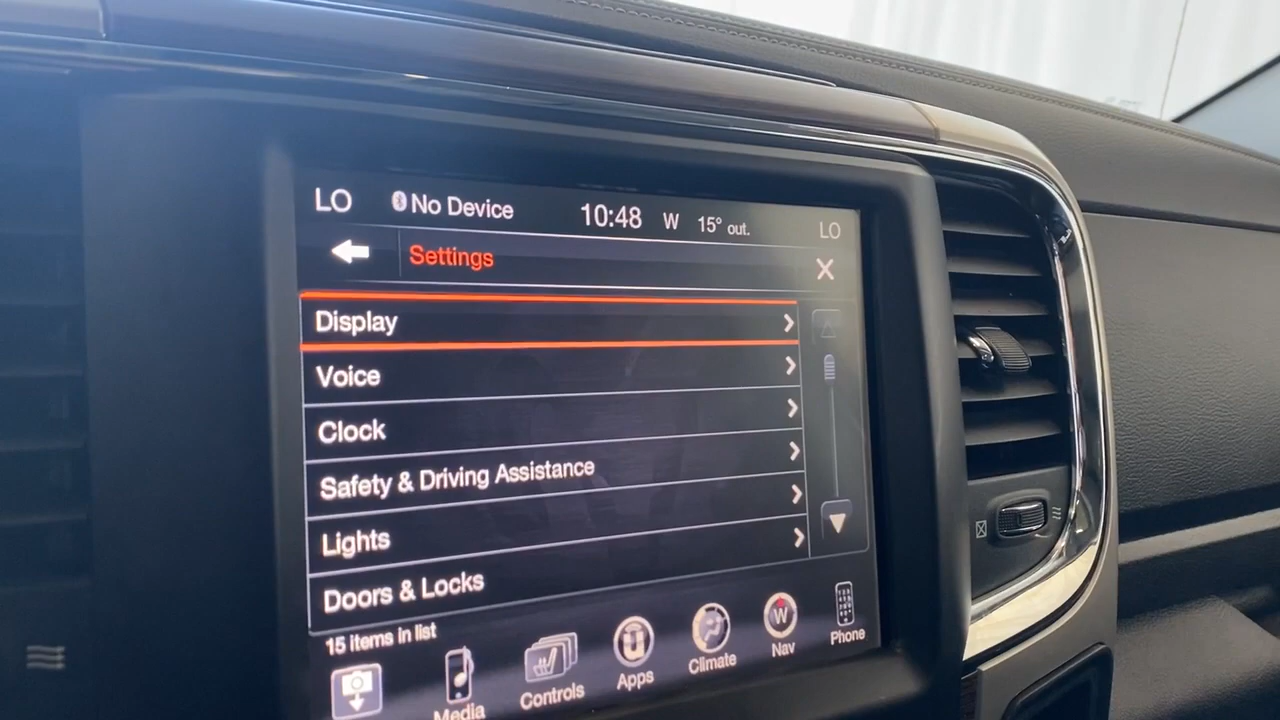 LO No Device 10:48 W 15° out. LO
Settings
Display
Voice
Clock
Safety & Driving Assistance
Lights
Doors & Locks
15 items in list
Media Controls Apps Climate W Nav Phone